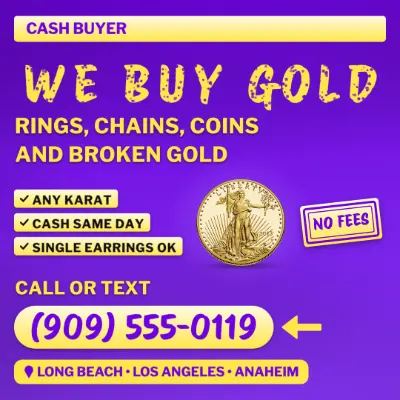 CASH BUYER
WE BUY GOLD
RINGS, CHAINS, COINS
AND BROKEN GOLD
✓ ANY KARAT
✓ CASH SAME DAY
✓ SINGLE EARRINGS OK
NO FEES
CALL OR TEXT
(909) 555-0119
LONG BEACH • LOS ANGELES • ANAHEIM